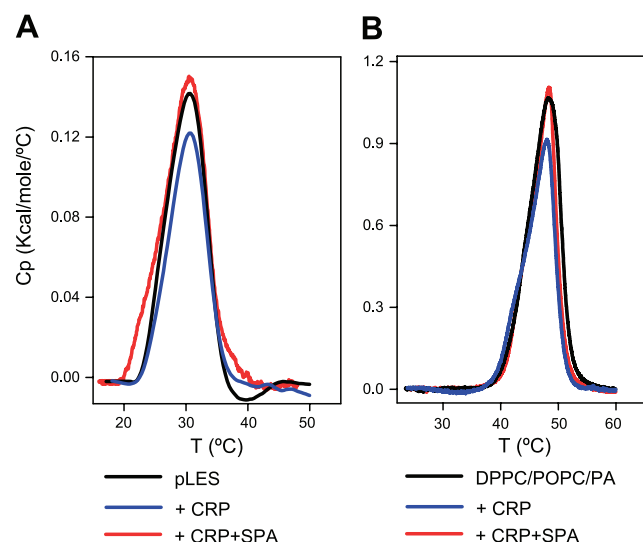 A
B
0.16
0.12
0.08
0.04
0.00
Cp (Kcal/mole/ºC)
20 30 40 50
T (ºC)
1.2
0.9
0.6
0.3
0.0
30 40 50 60
T (ºC)
pLES
+ CRP
+ CRP+SPA
DPPC/POPC/PA
+ CRP
+ CRP+SPA